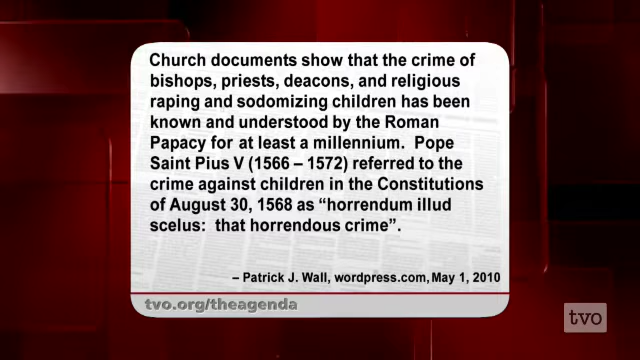 Church documents show that the crime of
bishops, priests, deacons, and religious
raping and sodomizing children has been
known and understood by the Roman
Papacy for at least a millennium.  Pope
Saint Pius V (1566 – 1572) referred to the
crime against children in the Constitutions
of August 30, 1568 as “horrendum illud
scelus:  that horrendous crime”.
– Patrick J. Wall, wordpress.com, May 1, 2010
tvo.org/theagenda
tvo